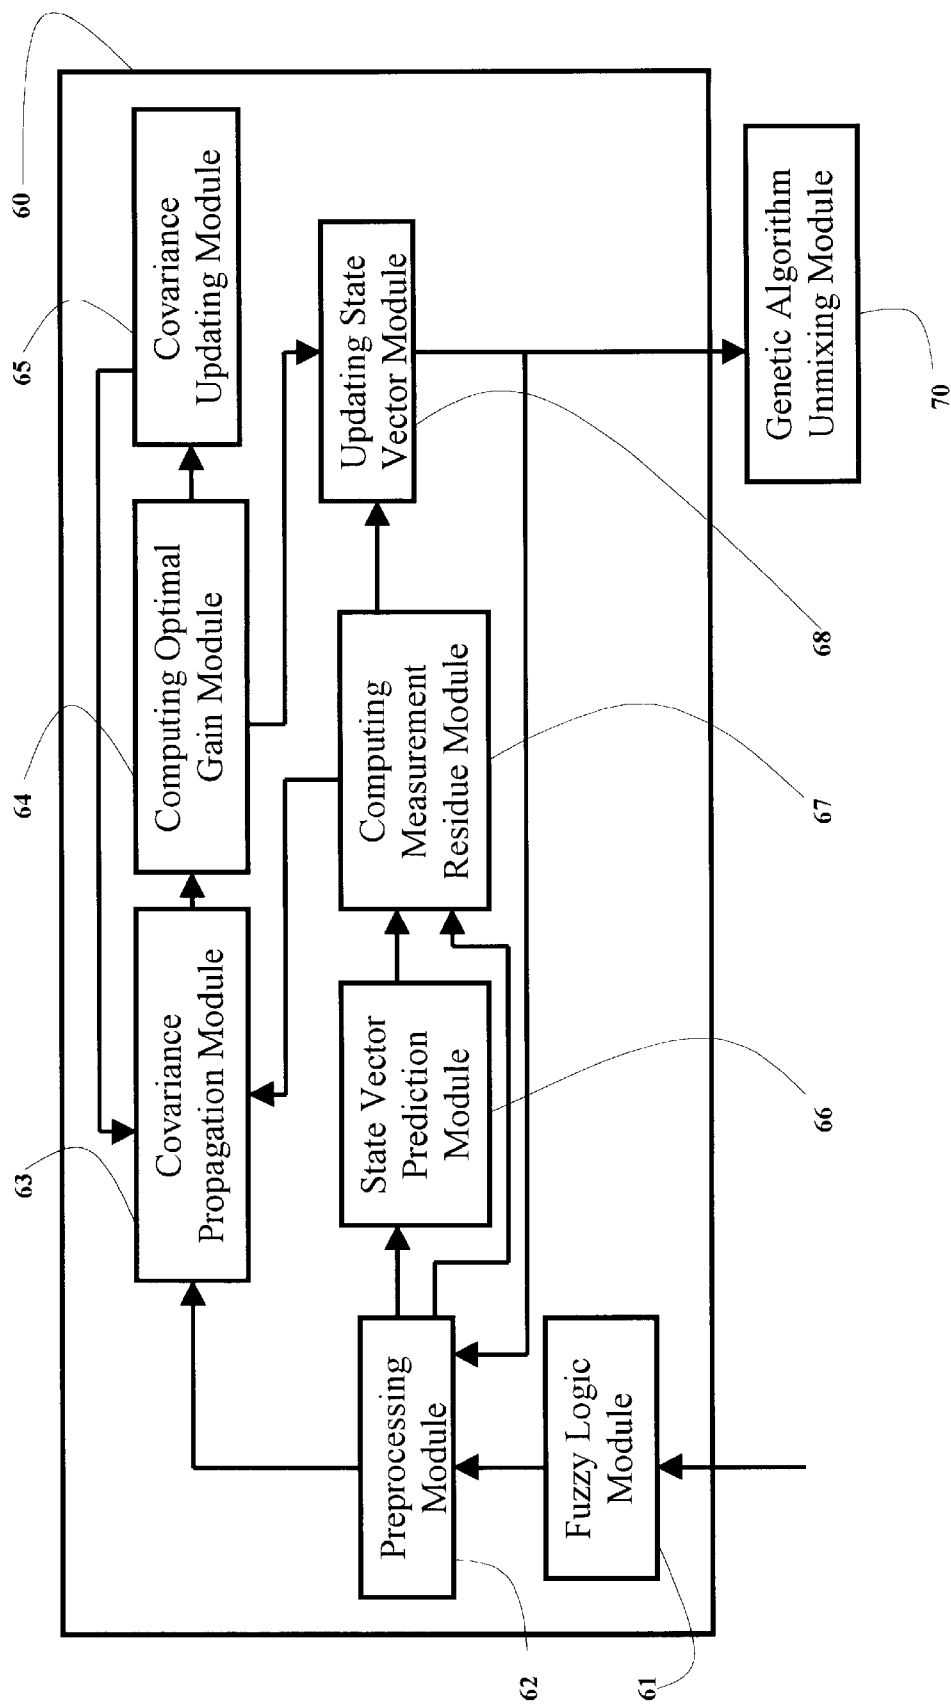 60
65
Covariance
Updating Module
64
Computing Optimal
Gain Module
63
Covariance
Propagation Module
Updating State
Vector Module
68
Computing
Measurement
Residue Module
67
State Vector
Prediction
Module
66
Preprocessing
Module
62
Fuzzy Logic
Module
61
Genetic Algorithm
Unmixing Module
70